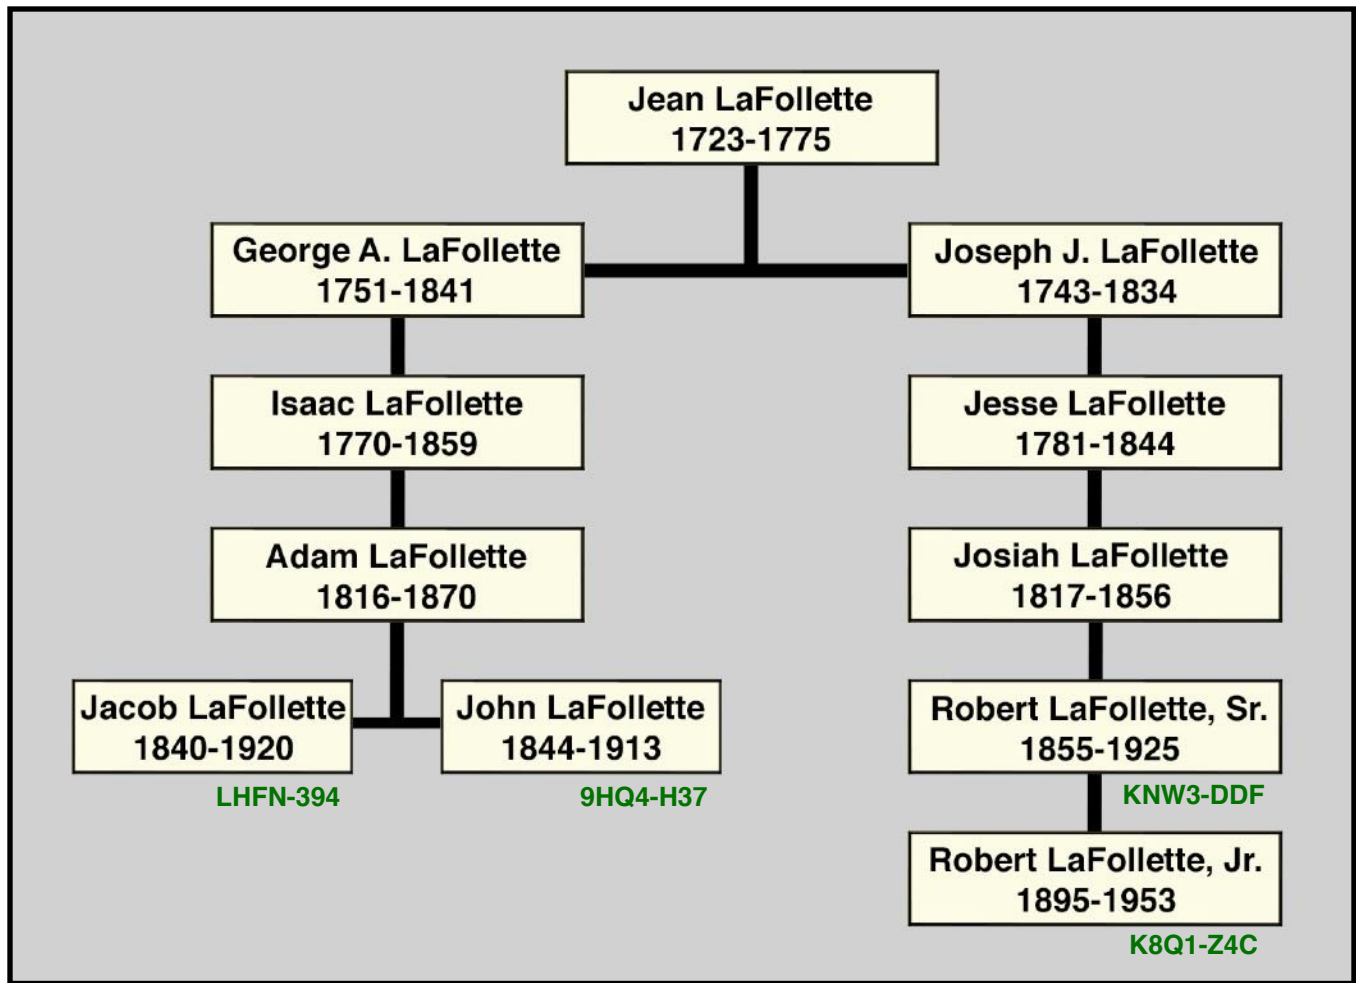 Jean LaFollette
1723-1775
George A. LaFollette
1751-1841
Joseph J. LaFollette
1743-1834
Isaac LaFollette
1770-1859
Jesse LaFollette
1781-1844
Adam LaFollette
1816-1870
Josiah LaFollette
1817-1856
Jacob LaFollette
1840-1920
LHFN-394
John LaFollette
1844-1913
9HQ4-H37
Robert LaFollette, Sr.
1855-1925
KNW3-DDF
Robert LaFollette, Jr.
1895-1953
K8Q1-Z4C